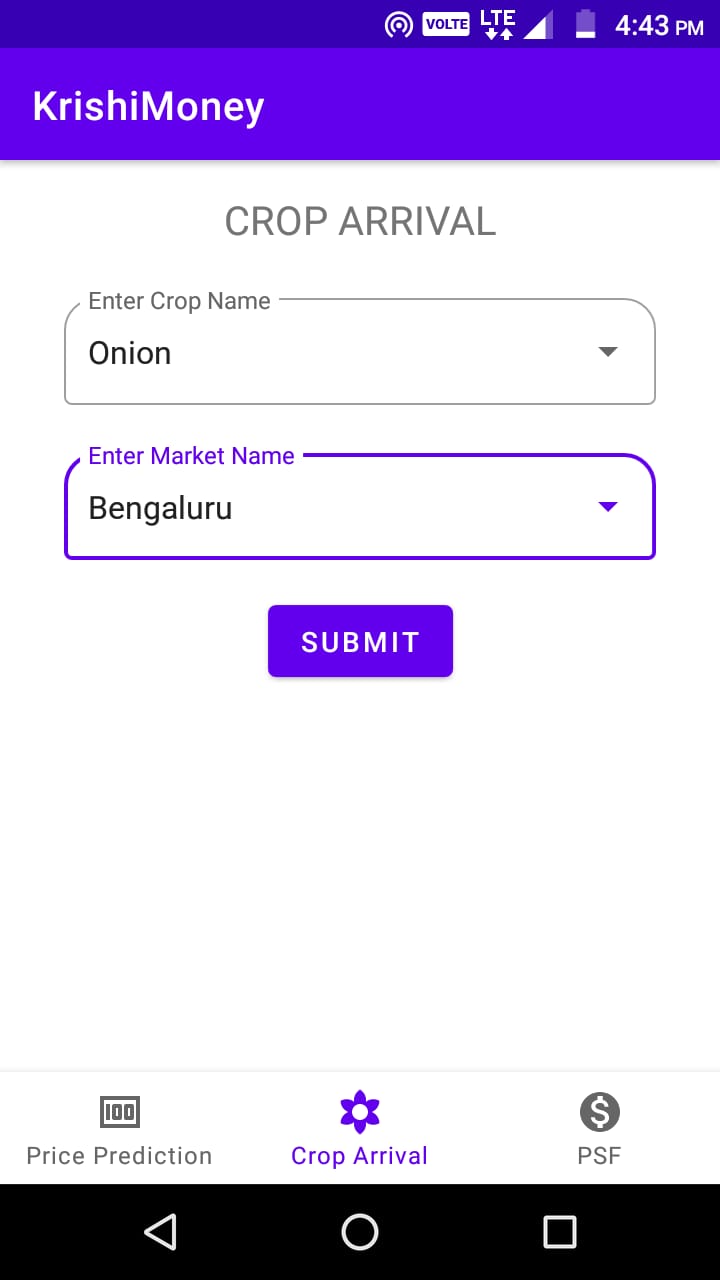 VOLTE LTE 4:43 PM
KrishiMoney
CROP ARRIVAL
Enter Crop Name
Onion
Enter Market Name
Bengaluru
SUBMIT
100 $
Price Prediction Crop Arrival PSF